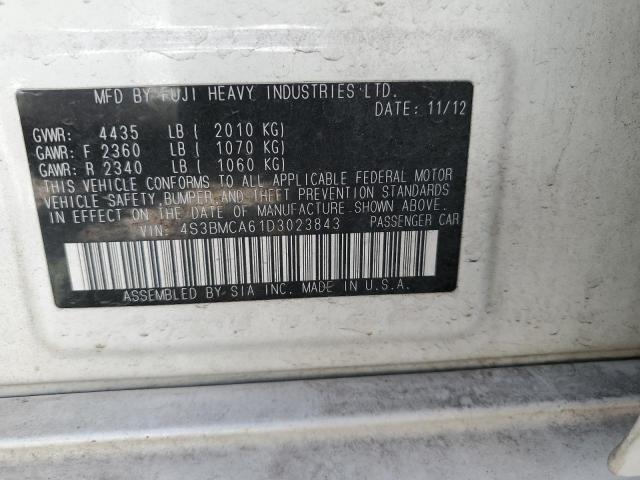 MFD BY FUJI HEAVY INDUSTRIES LTD.
DATE: 11/12
GVWR: 4435 LB ( 2010 KG)
GAWR: F 2360 LB ( 1070 KG)
GAWR: R 2340 LB ( 1060 KG)
THIS VEHICLE CONFORMS TO ALL APPLICABLE FEDERAL MOTOR
VEHICLE SAFETY, BUMPER, AND THEFT PREVENTION STANDARDS
IN EFFECT ON THE DATE OF MANUFACTURE SHOWN ABOVE.
VIN: 4S3BMCA61D3023843 PASSENGER CAR
ASSEMBLED BY SIA INC. MADE IN U.S.A.